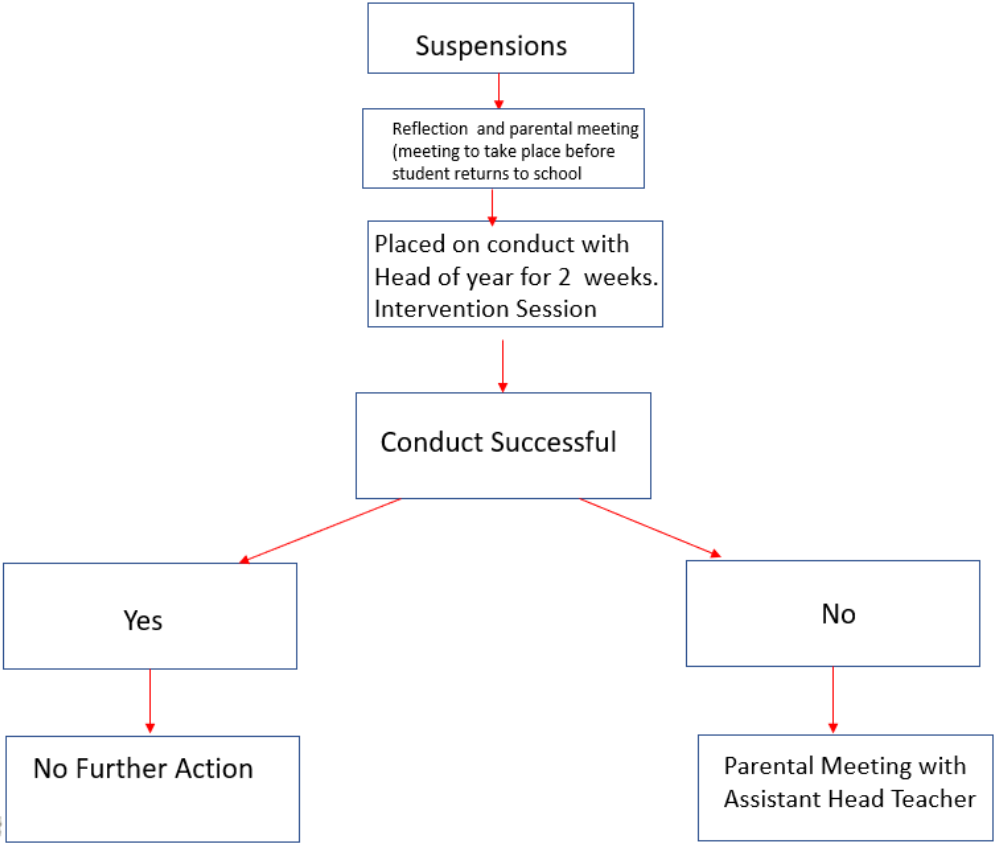 Suspensions
Reflection and parental meeting
(meeting to take place before
student returns to school
Placed on conduct with
Head of year for 2 weeks.
Intervention Session
Conduct Successful
Yes
No
No Further Action
Parental Meeting with
Assistant Head Teacher